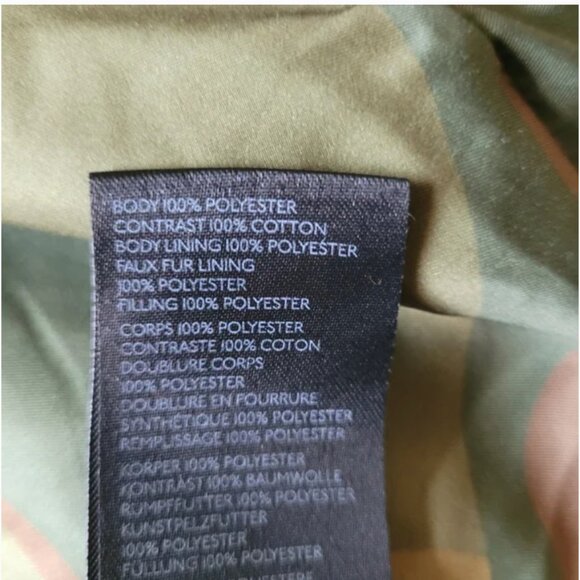 BODY 100% POLYESTER
CONTRAST 100% COTTON
BODY LINING 100% POLYESTER
FAUX FUR LINING
100% POLYESTER
FILLING 100% POLYESTER
CORPS 100% POLYESTER
CONTRASTE 100% COTON
DOUBLURE CORPS
100% POLYESTER
DOUBLURE EN FOURRURE
SYNTHÉTIQUE 100% POLYESTER
REMPLISSAGE 100% POLYESTER
KÖRPER 100% POLYESTER
KONTRAST 100% BAUMWOLLE
RUMPFFUTTER 100% POLYESTER
KUNSTPELZFUTTER
100% POLYESTER
FÜLLUNG 100% POLYESTER